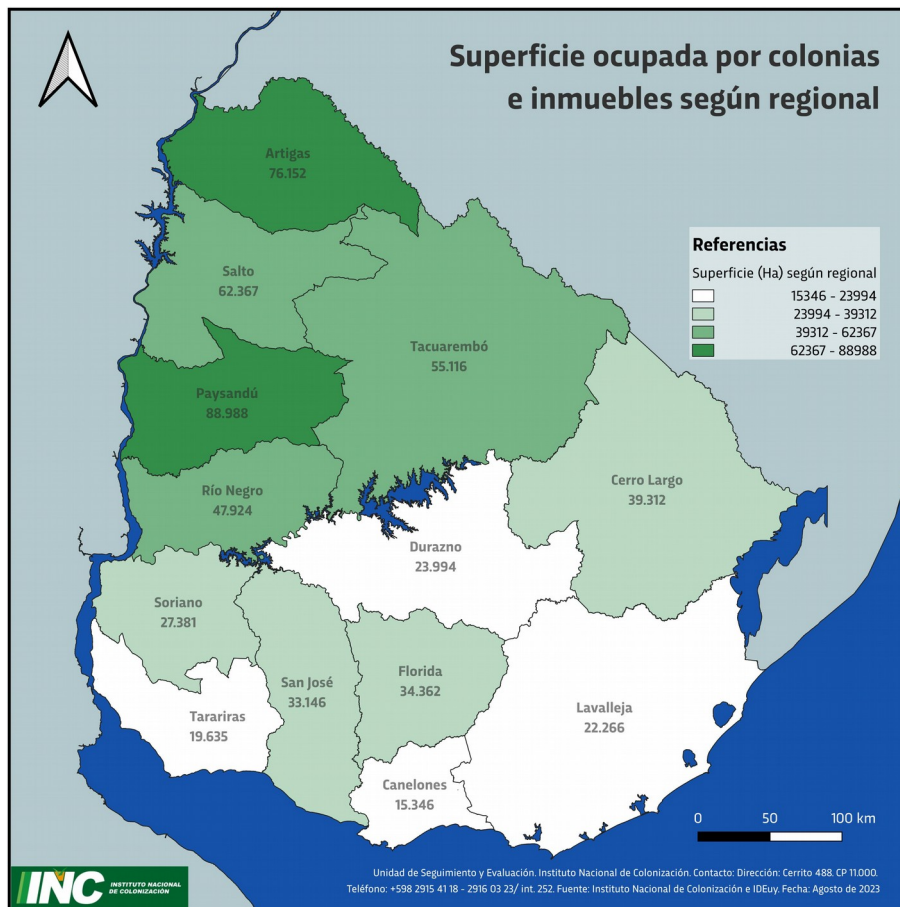 Superficie ocupada por colonias
e inmuebles según regional
Artigas
76.152
Referencias
Superficie (Ha) según regional
15346 - 23994
23994 - 39312
39312 - 62367
62367 - 88988
Salto
62.367
Tacuarembó
55.116
Paysandú
88.988
Cerro Largo
39.312
Río Negro
47.924
Durazno
23.994
Soriano
27.381
Florida
34.362
San José
33.146
Lavalleja
22.266
Tarariras
19.635
Canelones
15.346
0 50 100 km
INC INSTITUTO NACIONAL
DE COLONIZACIÓN
Unidad de Seguimiento y Evaluación. Instituto Nacional de Colonización. Contacto: Dirección: Cerrito 488. CP 11.000.
Teléfono: +598 2915 41 18 - 2916 03 23/ int. 252. Fuente: Instituto Nacional de Colonización e IDEuy. Fecha: Agosto de 2023